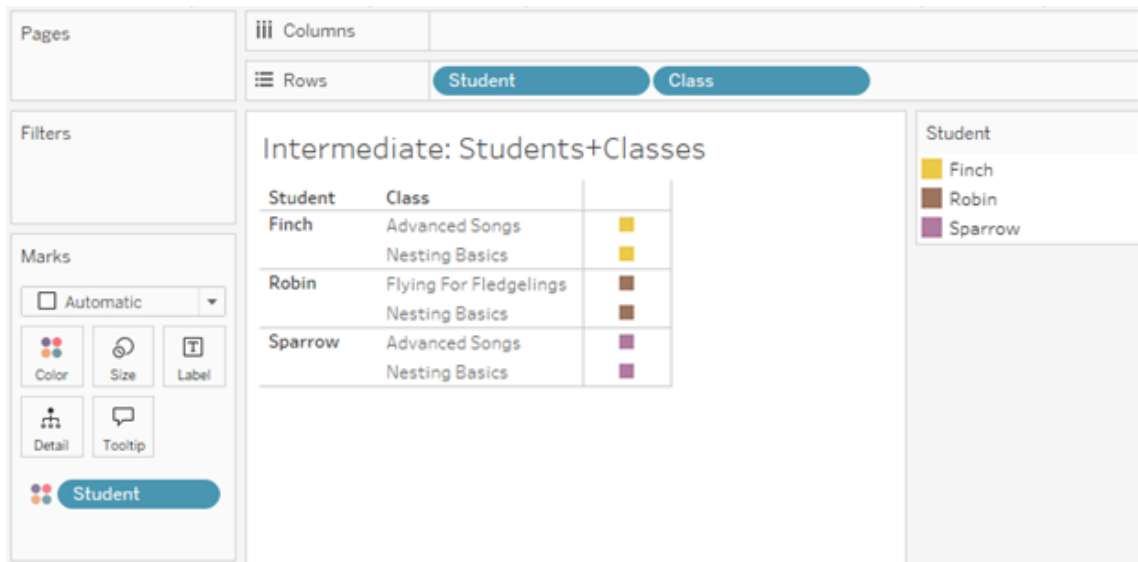 Pages
Columns
Rows Student Class
Filters
Intermediate: Students+Classes
Student Class
Finch Advanced Songs
Nesting Basics
Robin Flying For Fledgelings
Nesting Basics
Sparrow Advanced Songs
Nesting Basics
Marks
Automatic
Color Size Label
Detail Tooltip
Student
Student
Finch
Robin
Sparrow